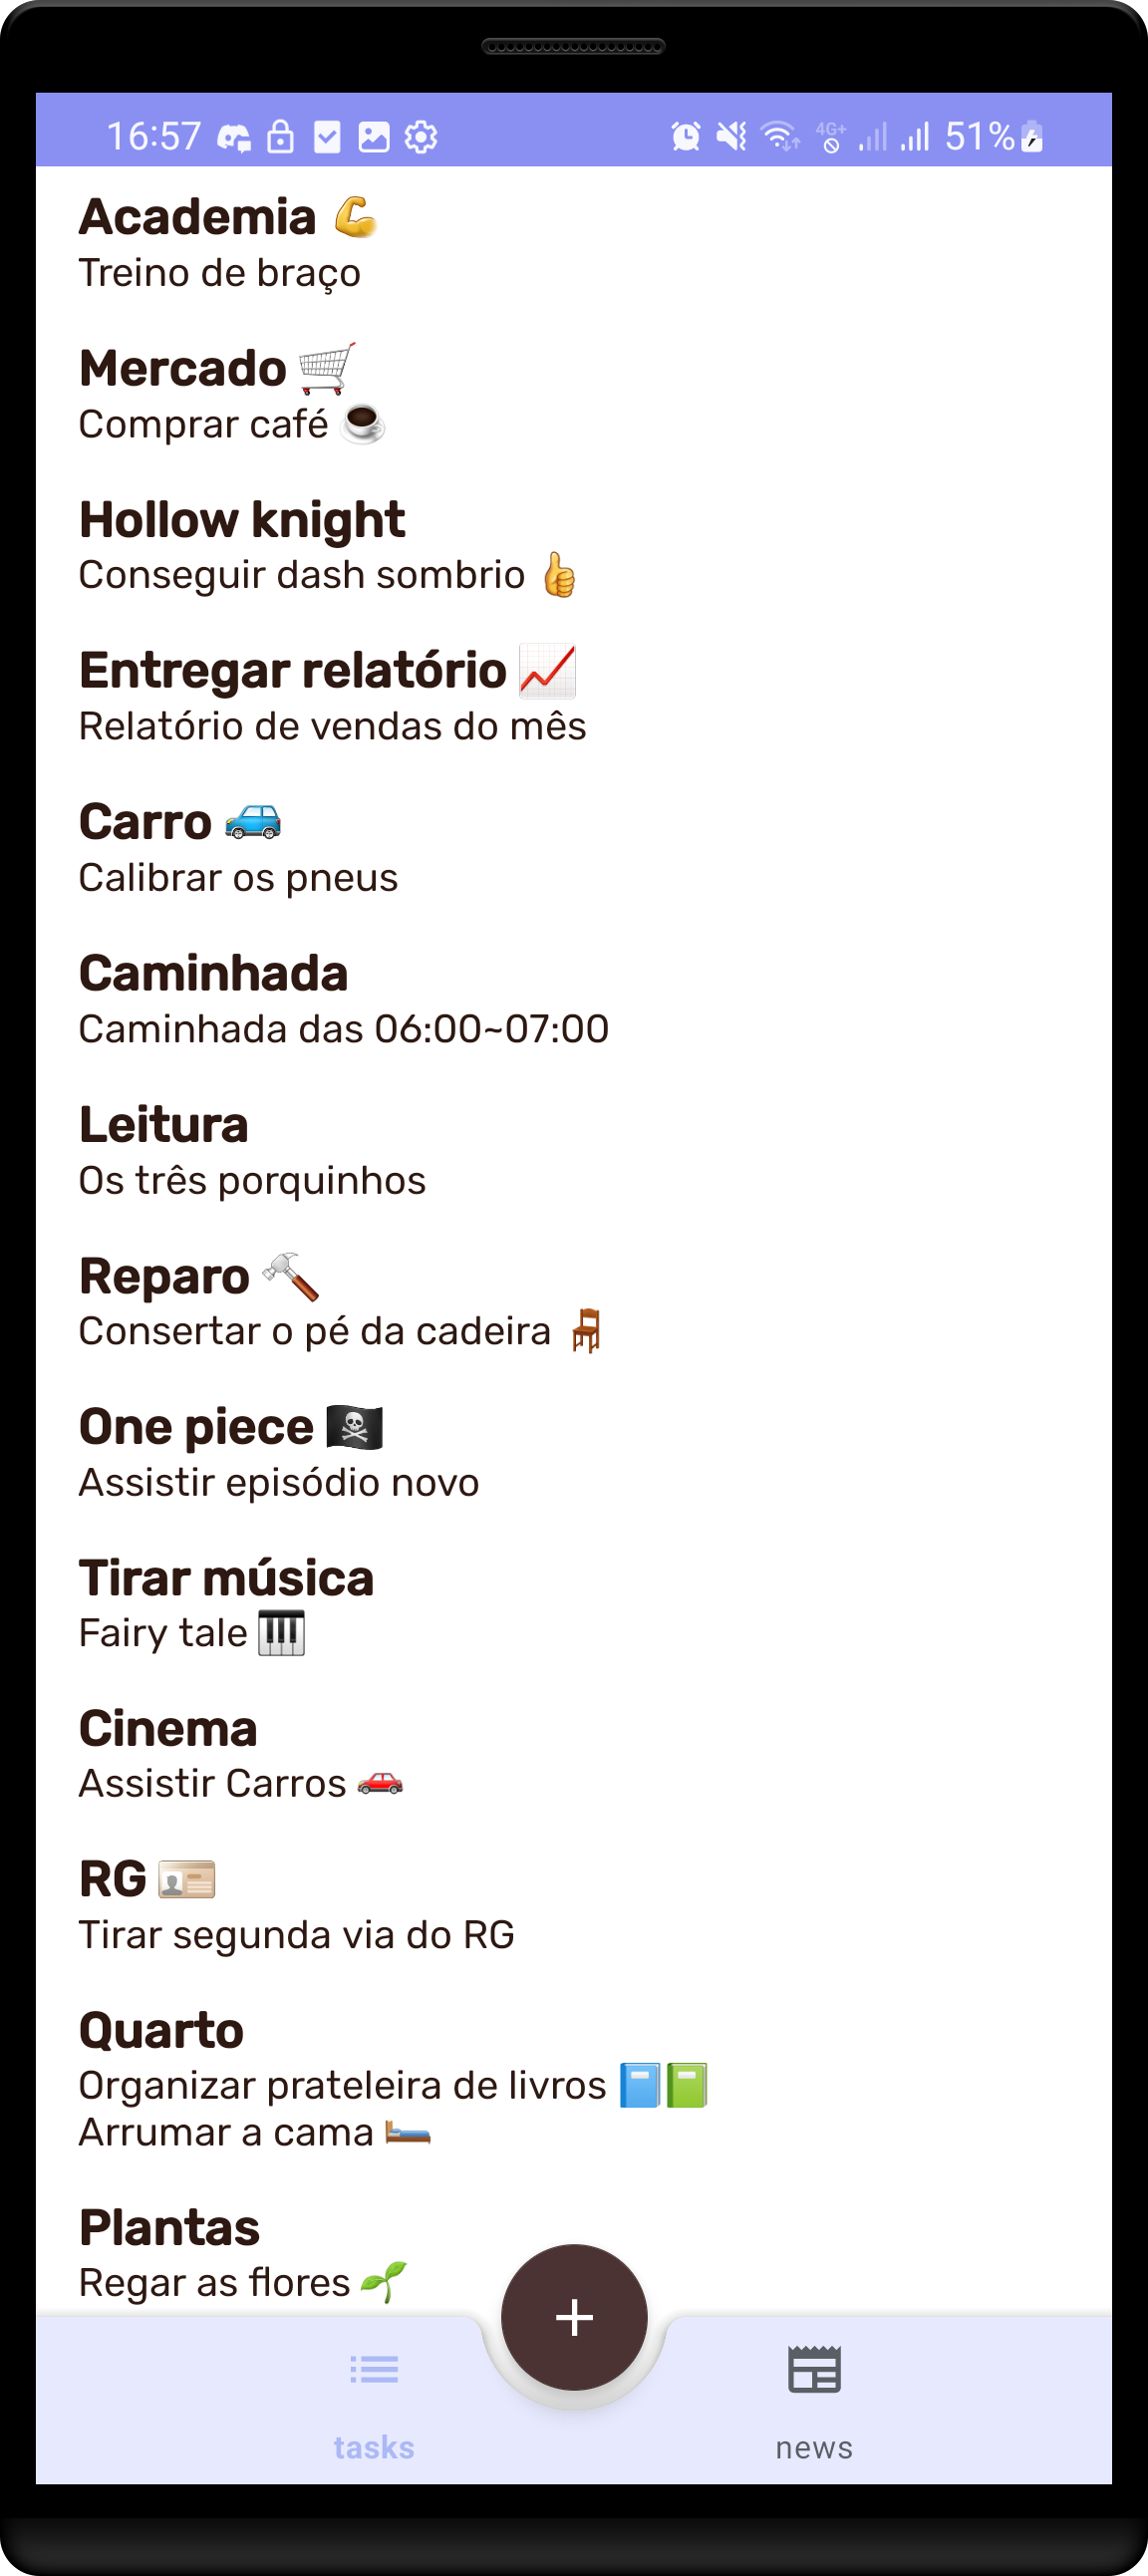 16:57 4G+ 51%
Academia 💪
Treino de braço
Mercado 🛒
Comprar café ☕
Hollow knight
Conseguir dash sombrio 👍
Entregar relatório 📈
Relatório de vendas do mês
Carro 🚙
Calibrar os pneus
Caminhada
Caminhada das 06:00~07:00
Leitura
Os três porquinhos
Reparo 🔨
Consertar o pé da cadeira 🪑
One piece 🏴‍☠️
Assistir episódio novo
Tirar música
Fairy tale 🎹
Cinema
Assistir Carros 🚗
RG 🪪
Tirar segunda via do RG
Quarto
Organizar prateleira de livros 📘📗
Arrumar a cama 🛏️
Plantas
Regar as flores 🌱
+
tasks news